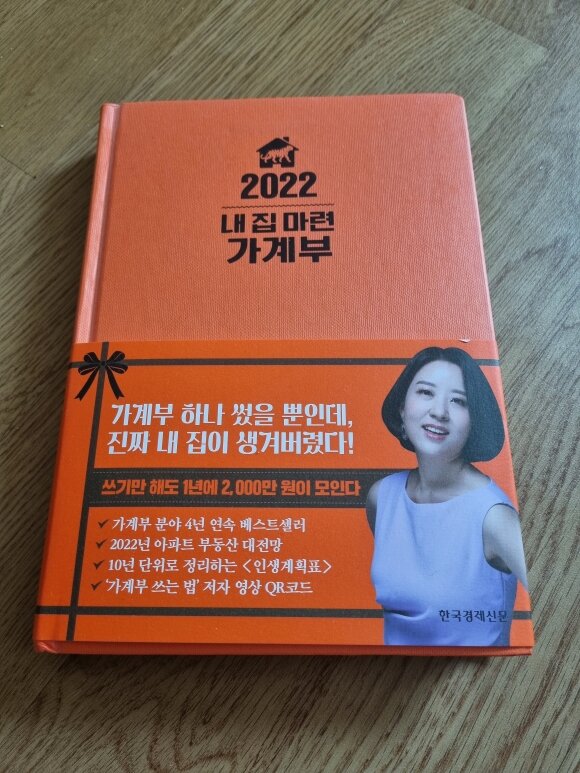 2022
내 집 마련
가계부
가계부 하나 썼을 뿐인데,
진짜 내 집이 생겨버렸다!
쓰기만 해도 1년에 2,000만 원이 모인다
가계부 분야 4년 연속 베스트셀러
2022년 아파트 부동산 대전망
10년 단위로 정리하는 <인생계획표>
‘가계부 쓰는 법’ 저자 영상 QR코드
한국경제신문